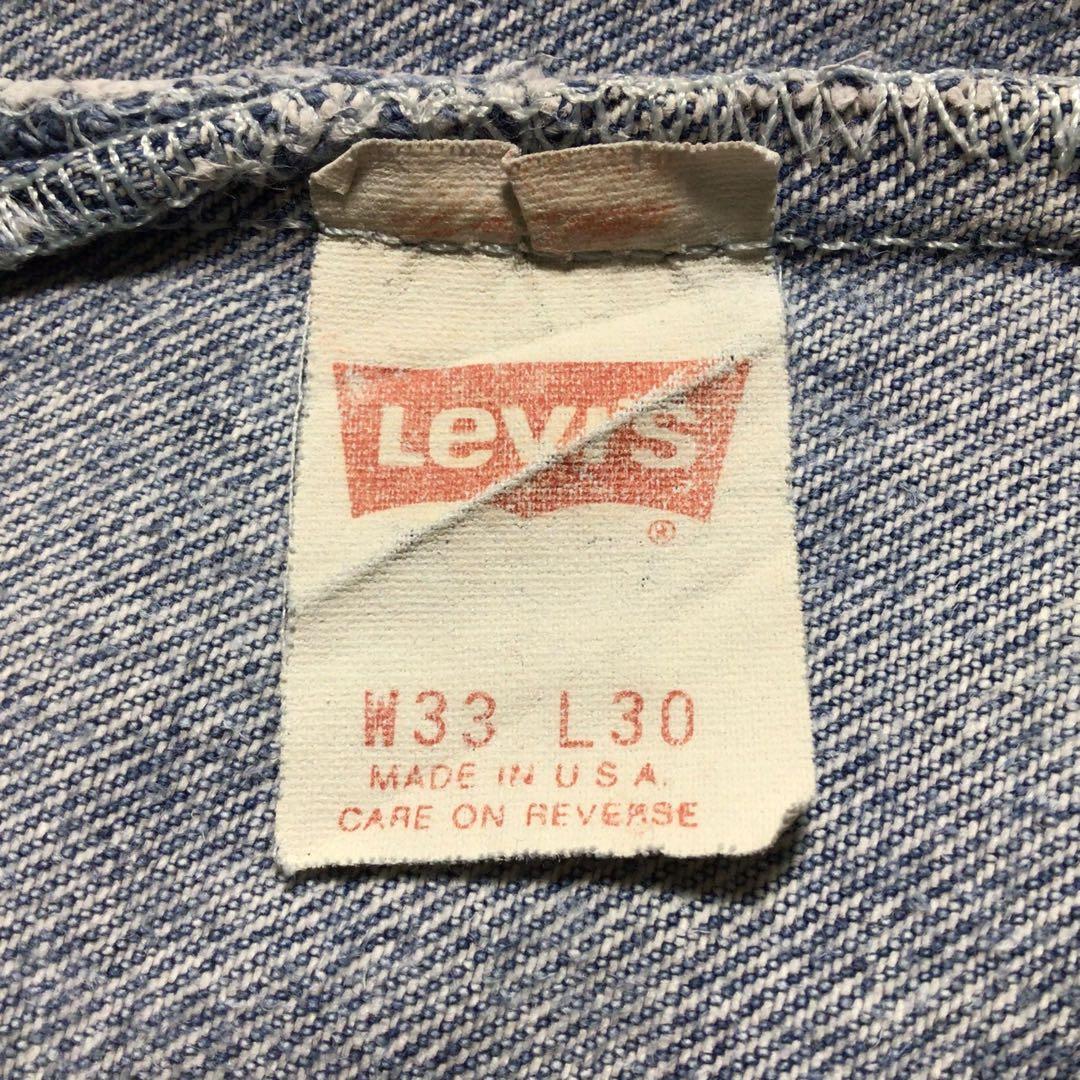 Levi's
®
W33 L30
MADE IN U S A.
CARE ON REVERSE